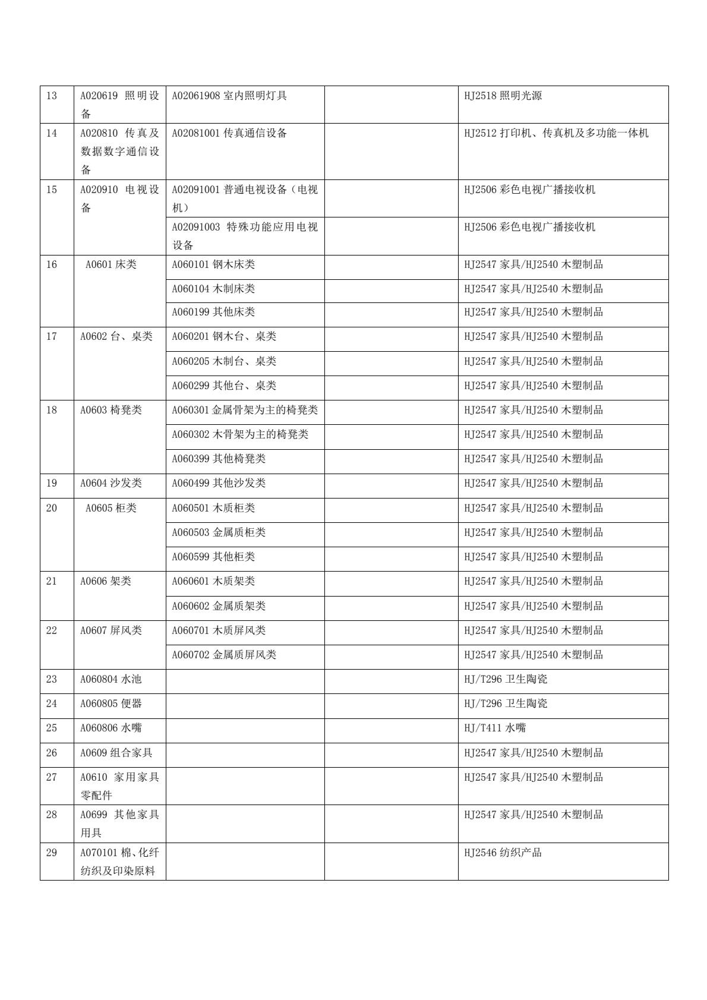 13 A020619 照明设备 A02061908 室内照明灯具 HJ2518 照明光源
14 A020810 传真及数据数字通信设备 A02081001 传真通信设备 HJ2512 打印机、传真机及多功能一体机
15 A020910 电视设备 A02091001 普通电视设备（电视机） HJ2506 彩色电视广播接收机
A02091003 特殊功能应用电视设备 HJ2506 彩色电视广播接收机
16 A0601 床类 A060101 钢木床类 HJ2547 家具/HJ2540 木塑制品
A060104 木制床类 HJ2547 家具/HJ2540 木塑制品
A060199 其他床类 HJ2547 家具/HJ2540 木塑制品
17 A0602 台、桌类 A060201 钢木台、桌类 HJ2547 家具/HJ2540 木塑制品
A060205 木制台、桌类 HJ2547 家具/HJ2540 木塑制品
A060299 其他台、桌类 HJ2547 家具/HJ2540 木塑制品
18 A0603 椅凳类 A060301 金属骨架为主的椅凳类 HJ2547 家具/HJ2540 木塑制品
A060302 木骨架为主的椅凳类 HJ2547 家具/HJ2540 木塑制品
A060399 其他椅凳类 HJ2547 家具/HJ2540 木塑制品
19 A0604 沙发类 A060499 其他沙发类 HJ2547 家具/HJ2540 木塑制品
20 A0605 柜类 A060501 木质柜类 HJ2547 家具/HJ2540 木塑制品
A060503 金属质柜类 HJ2547 家具/HJ2540 木塑制品
A060599 其他柜类 HJ2547 家具/HJ2540 木塑制品
21 A0606 架类 A060601 木质架类 HJ2547 家具/HJ2540 木塑制品
A060602 金属质架类 HJ2547 家具/HJ2540 木塑制品
22 A0607 屏风类 A060701 木质屏风类 HJ2547 家具/HJ2540 木塑制品
A060702 金属质屏风类 HJ2547 家具/HJ2540 木塑制品
23 A060804 水池 HJ/T296 卫生陶瓷
24 A060805 便器 HJ/T296 卫生陶瓷
25 A060806 水嘴 HJ/T411 水嘴
26 A0609 组合家具 HJ2547 家具/HJ2540 木塑制品
27 A0610 家用家具零配件 HJ2547 家具/HJ2540 木塑制品
28 A0699 其他家具用具 HJ2547 家具/HJ2540 木塑制品
29 A070101 棉、化纤纺织及印染原料 HJ2546 纺织产品